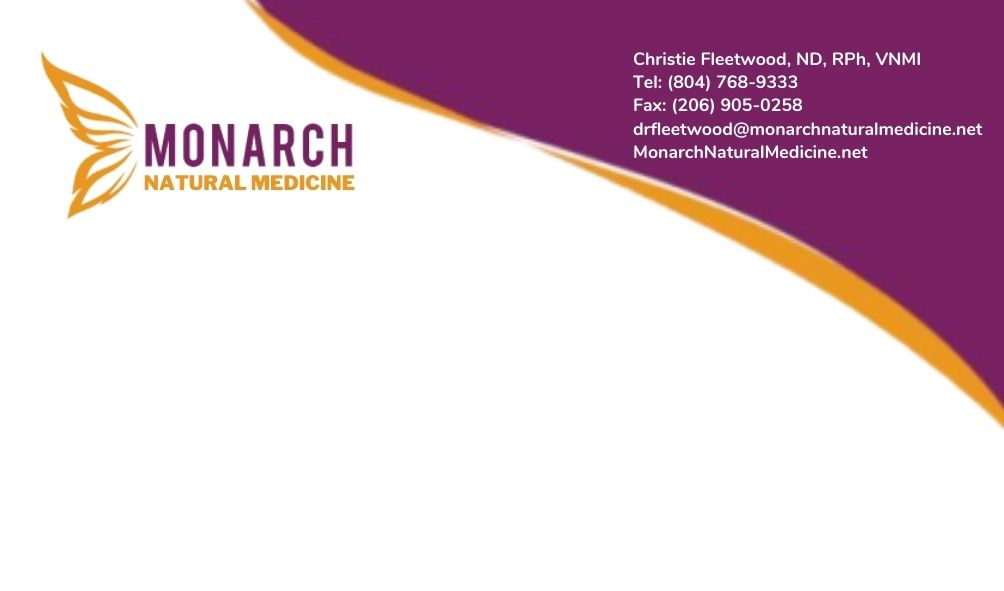 MONARCH
NATURAL MEDICINE
Christie Fleetwood, ND, RPh, VNMI
Tel: (804) 768-9333
Fax: (206) 905-0258
drfleetwood@monarchnaturalmedicine.net
MonarchNaturalMedicine.net